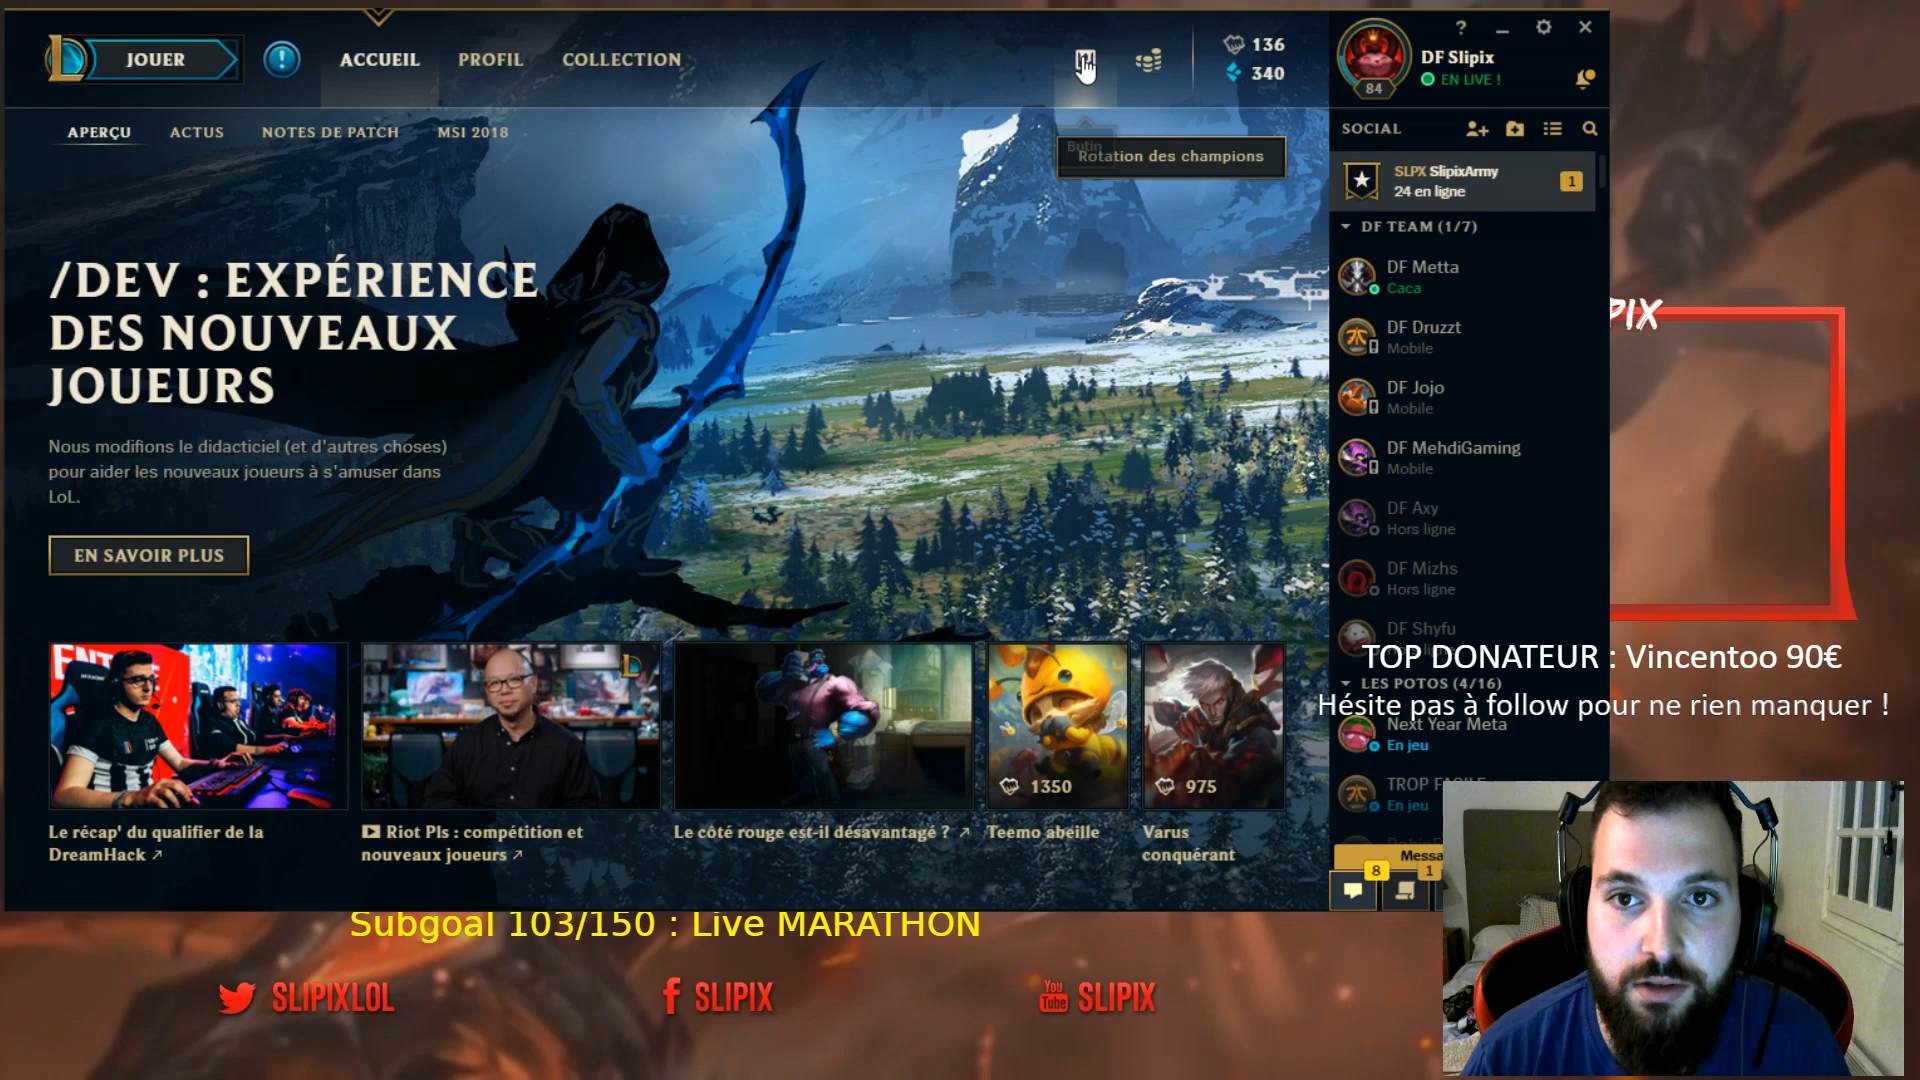 JOUER
ACCUEIL
PROFIL
COLLECTION
136
340
84
DF Slipix
EN LIVE !
APERÇU
ACTUS
NOTES DE PATCH
MSI 2018
Butin
Rotation des champions
SOCIAL
SLPX SlipixArmy
24 en ligne
1
DF TEAM (1/7)
DF Metta
Caca
DF Druzzt
Mobile
DF Jojo
Mobile
DF MehdiGaming
Mobile
DF Axy
Hors ligne
DF Mizhs
Hors ligne
DF Shyfu
/DEV : EXPÉRIENCE
DES NOUVEAUX
JOUEURS
Nous modifions le didacticiel (et d'autres choses)
pour aider les nouveaux joueurs à s'amuser dans
LoL.
EN SAVOIR PLUS
PIX
TOP DONATEUR : Vincentoo 90€
LES POTOS (4/16)
Hésite pas à follow pour ne rien manquer !
Next Year Meta
En jeu
TROP FACILE
En jeu
1350
975
Le récap' du qualifier de la
DreamHack
Riot Pls : compétition et
nouveaux joueurs
Le côté rouge est-il désavantagé ?
Teemo abeille
Varus
conquérant
Messa
8
1
Subgoal 103/150 : Live MARATHON
SLIPIXLOL
SLIPIX
You
Tube
SLIPIX